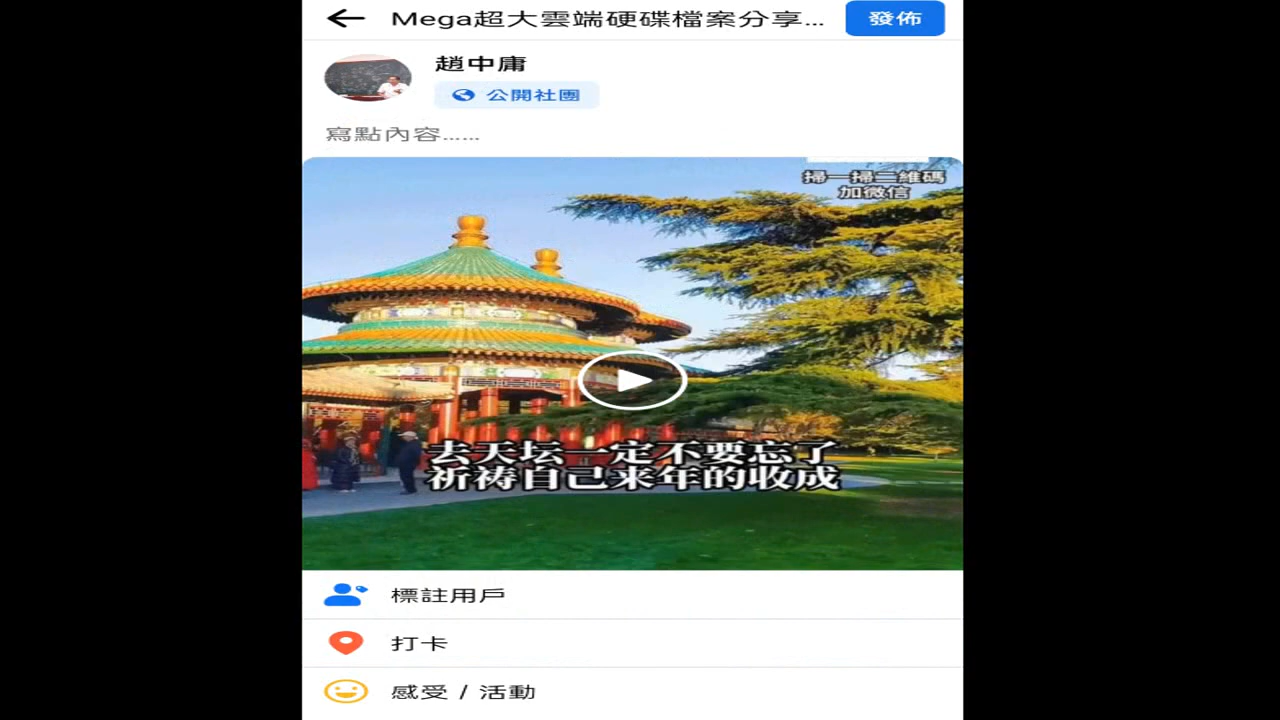 Mega超大雲端硬碟檔案分享...
發佈
趙中庸
公開社團
寫點內容......
掃一掃二維碼
加微信
去天坛一定不要忘了
祈祷自己来年的收成
標註用戶
打卡
感受 / 活動